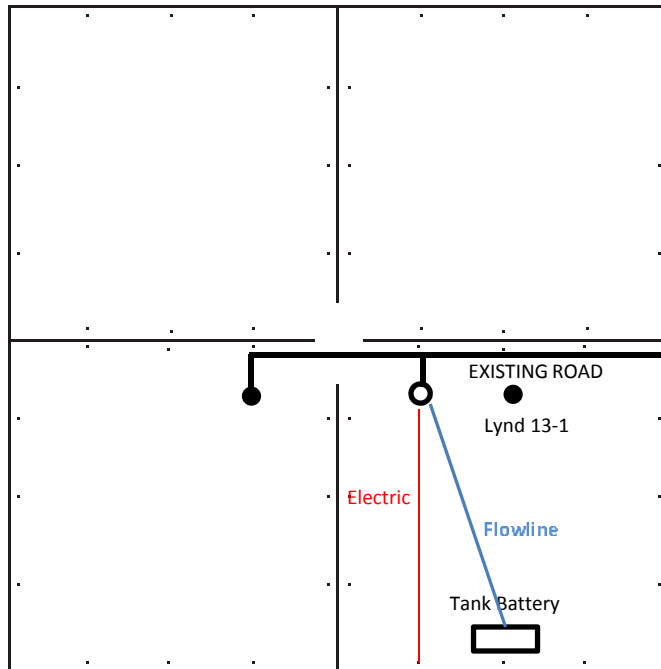 EXISTING ROAD
Lynd 13-1
Electric
Flowline
Tank Battery